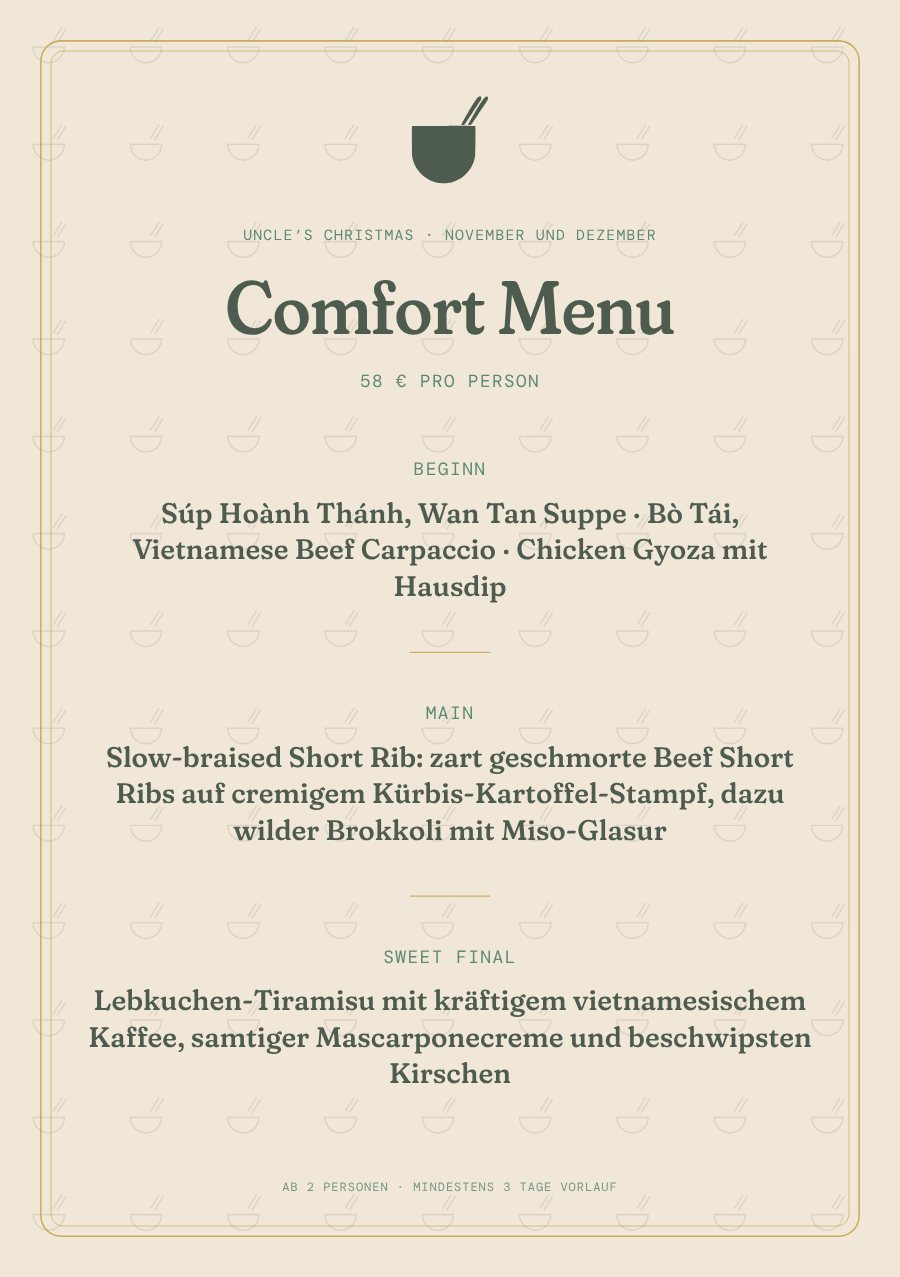 UNCLE’S CHRISTMAS · NOVEMBER UND DEZEMBER
Comfort Menu
58 € PRO PERSON
BEGINN
Súp Hoành Thánh, Wan Tan Suppe · Bò Tái,
Vietnamese Beef Carpaccio · Chicken Gyoza mit
Hausdip
MAIN
Slow-braised Short Rib: zart geschmorte Beef Short
Ribs auf cremigem Kürbis-Kartoffel-Stampf, dazu
wilder Brokkoli mit Miso-Glasur
SWEET FINAL
Lebkuchen-Tiramisu mit kräftigem vietnamesischem
Kaffee, samtiger Mascarponecreme und beschwipsten
Kirschen
AB 2 PERSONEN · MINDESTENS 3 TAGE VORLAUF